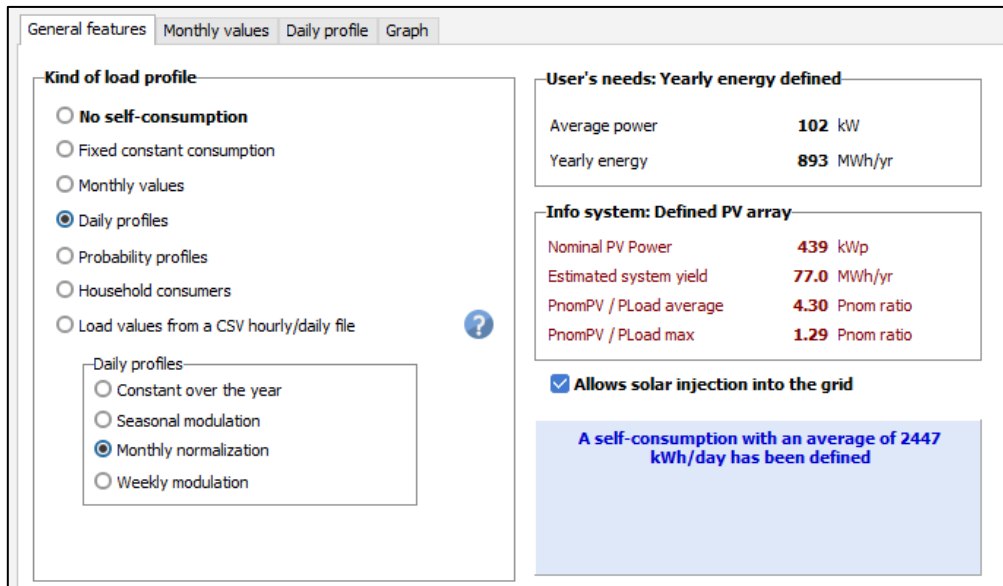 General features
Monthly values
Daily profile
Graph
Kind of load profile
No self-consumption
Fixed constant consumption
Monthly values
Daily profiles
Probability profiles
Household consumers
Load values from a CSV hourly/daily file
?
Daily profiles
Constant over the year
Seasonal modulation
Monthly normalization
Weekly modulation
User's needs: Yearly energy defined
Average power 102 kW
Yearly energy 893 MWh/yr
Info system: Defined PV array
Nominal PV Power 439 kWp
Estimated system yield 77.0 MWh/yr
PnomPV / PLoad average 4.30 Pnom ratio
PnomPV / PLoad max 1.29 Pnom ratio
Allows solar injection into the grid
A self-consumption with an average of 2447
kWh/day has been defined